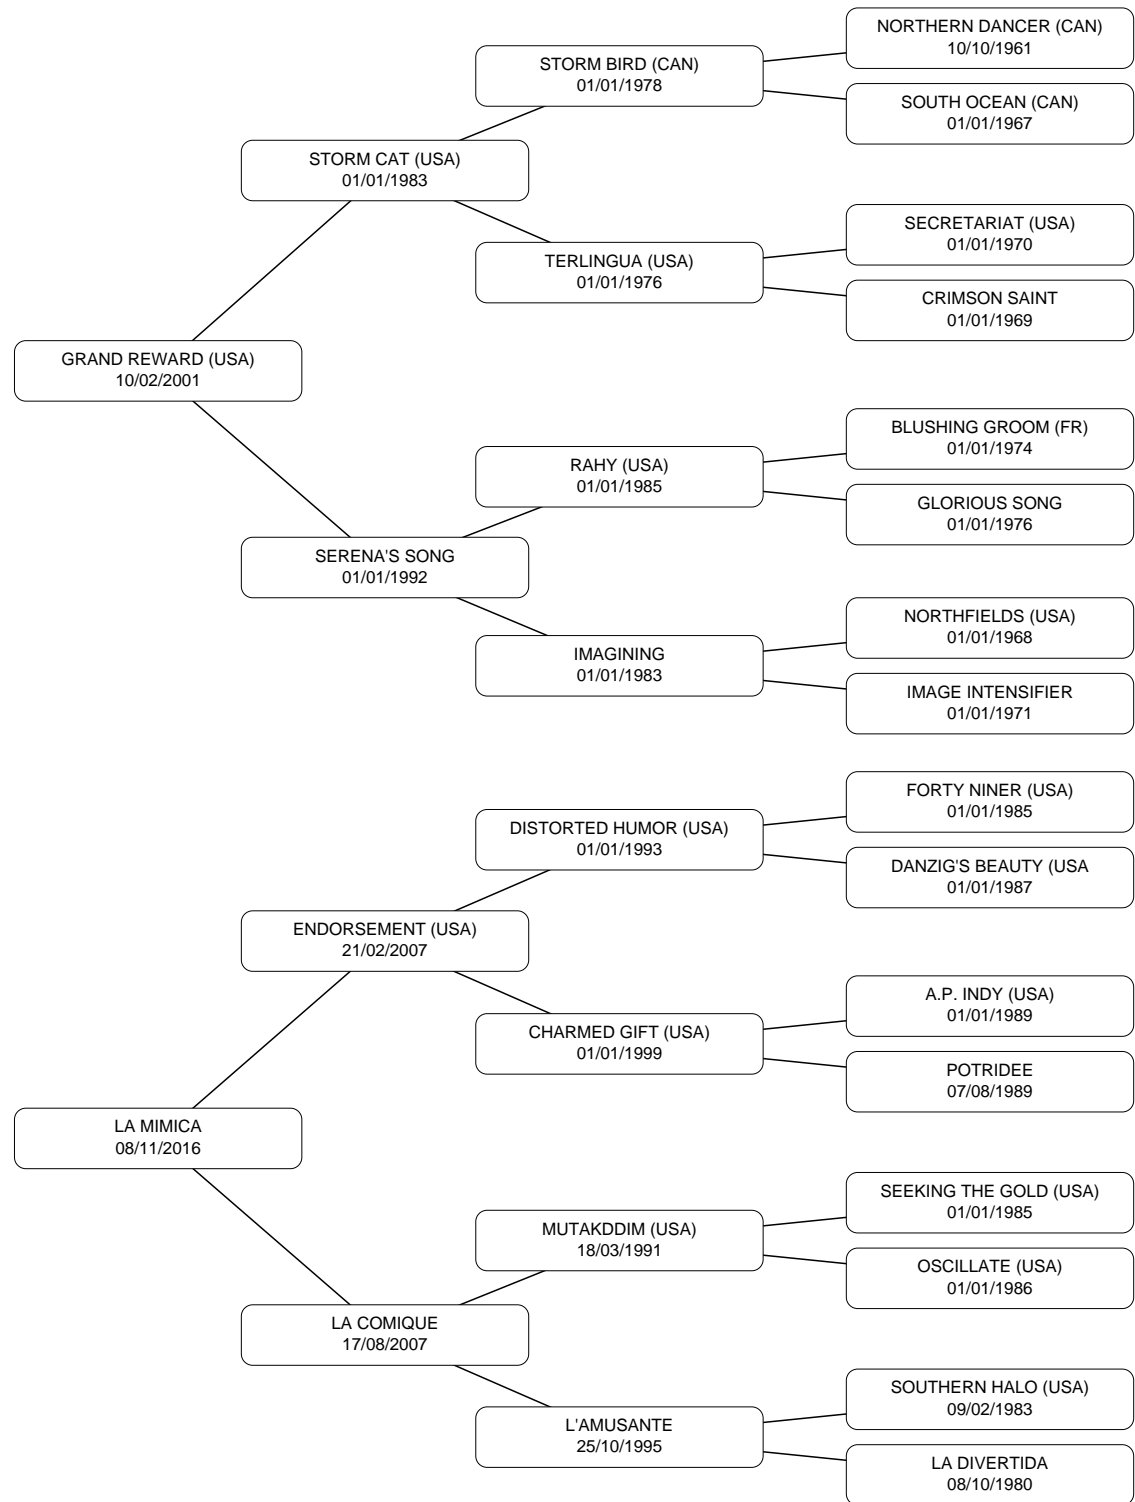 NORTHERN DANCER (CAN)
10/10/1961
STORM BIRD (CAN)
01/01/1978
SOUTH OCEAN (CAN)
01/01/1967
STORM CAT (USA)
01/01/1983
SECRETARIAT (USA)
01/01/1970
TERLINGUA (USA)
01/01/1976
CRIMSON SAINT
01/01/1969
GRAND REWARD (USA)
10/02/2001
BLUSHING GROOM (FR)
01/01/1974
RAHY (USA)
01/01/1985
GLORIOUS SONG
01/01/1976
SERENA'S SONG
01/01/1992
NORTHFIELDS (USA)
01/01/1968
IMAGINING
01/01/1983
IMAGE INTENSIFIER
01/01/1971
FORTY NINER (USA)
01/01/1985
DISTORTED HUMOR (USA)
01/01/1993
DANZIG'S BEAUTY (USA
01/01/1987
ENDORSEMENT (USA)
21/02/2007
A.P. INDY (USA)
01/01/1989
CHARMED GIFT (USA)
01/01/1999
POTRIDEE
07/08/1989
LA MIMICA
08/11/2016
SEEKING THE GOLD (USA)
01/01/1985
MUTAKDDIM (USA)
18/03/1991
OSCILLATE (USA)
01/01/1986
LA COMIQUE
17/08/2007
SOUTHERN HALO (USA)
09/02/1983
L'AMUSANTE
25/10/1995
LA DIVERTIDA
08/10/1980